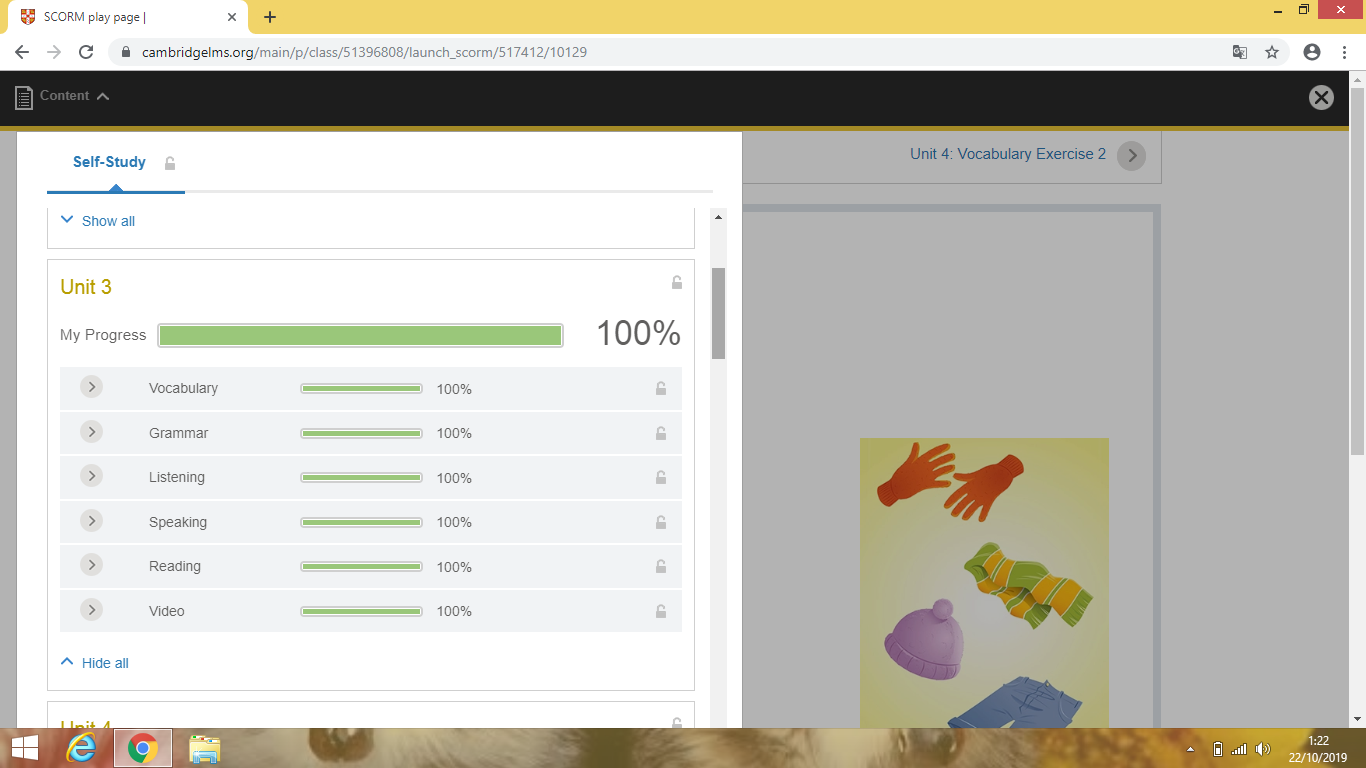 SCORM play page |
cambridgelms.org/main/p/class/51396808/launch_scorm/517412/10129
Content
Self-Study
Unit 4: Vocabulary Exercise 2
Show all
Unit 3
My Progress 100%
Vocabulary 100%
Grammar 100%
Listening 100%
Speaking 100%
Reading 100%
Video 100%
Hide all
Unit 4
1:22
22/10/2019